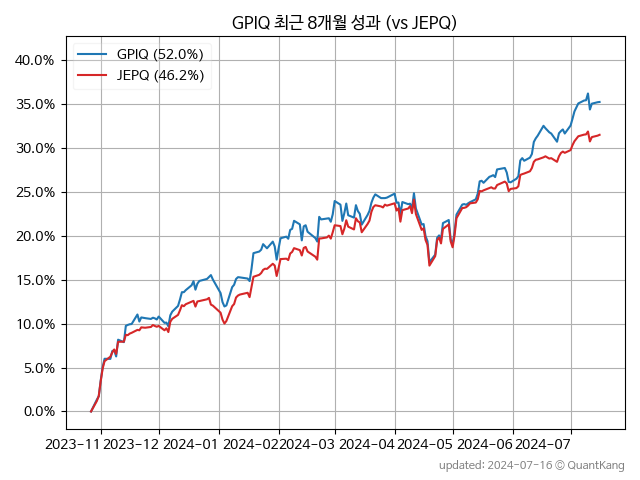 GPIQ 최근 8개월 성과 (vs JEPQ)
GPIQ (52.0%)
JEPQ (46.2%)
40.0%
35.0%
30.0%
25.0%
20.0%
15.0%
10.0%
5.0%
0.0%
2023-11 2023-12 2024-01 2024-02 2024-03 2024-04 2024-05 2024-06 2024-07
updated: 2024-07-16 © QuantKang